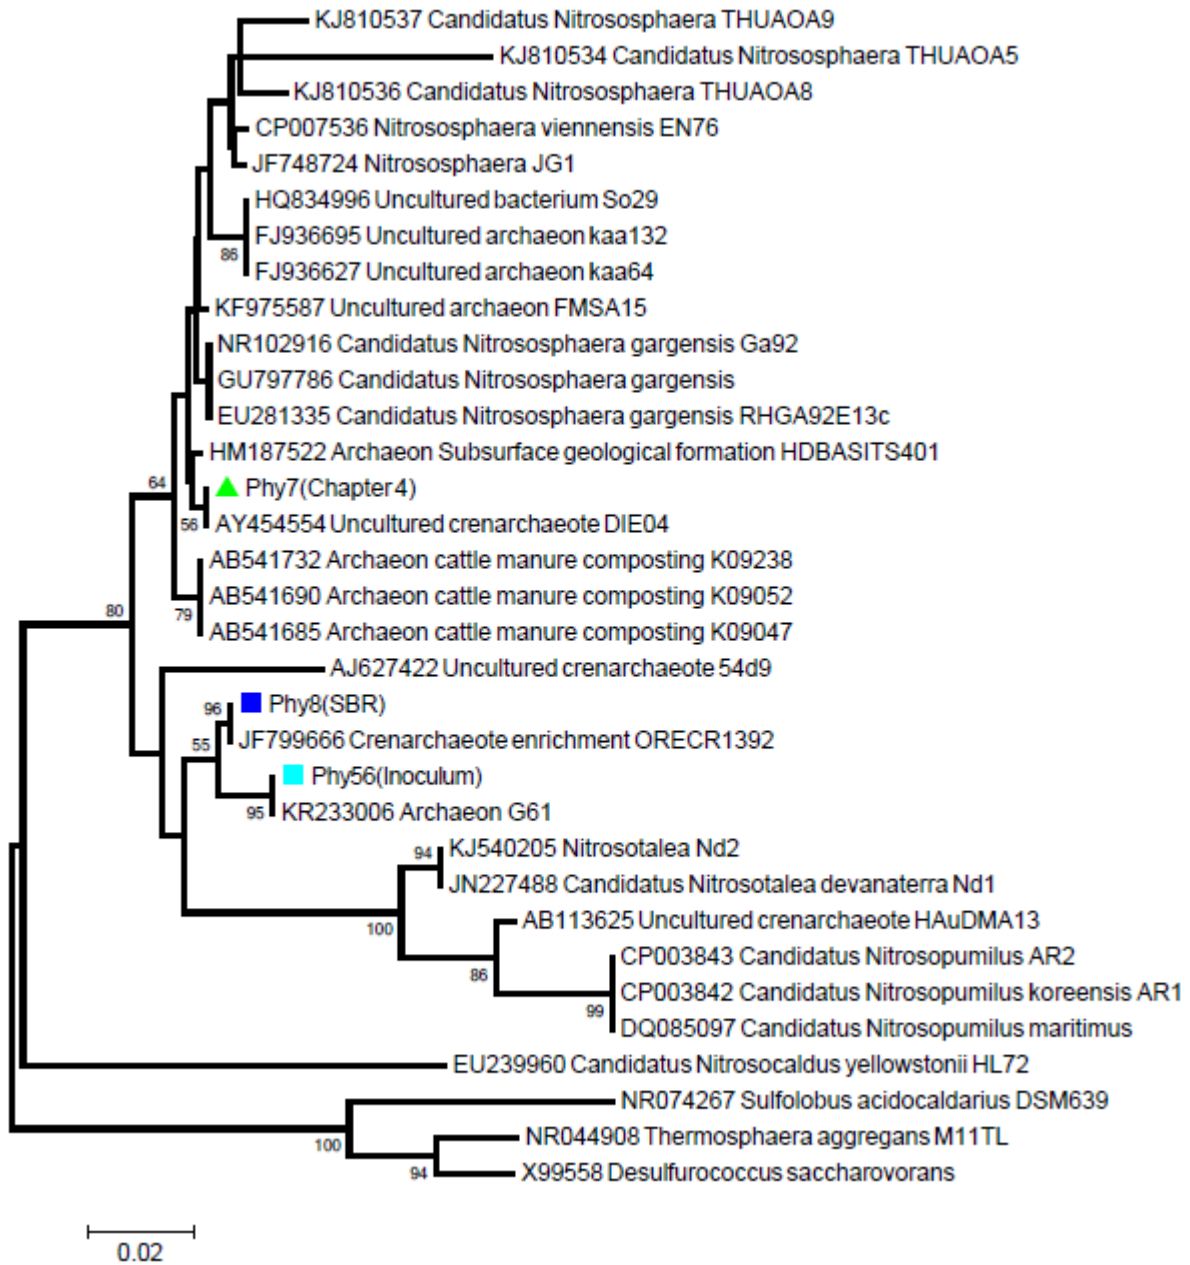 KJ810537 Candidatus Nitrososphaera THUAOA9
KJ810534 Candidatus Nitrososphaera THUAOA5
KJ810536 Candidatus Nitrososphaera THUAOA8
CP007536 Nitrososphaera viennensis EN76
JF748724 Nitrososphaera JG1
HQ834996 Uncultured bacterium So29
FJ936695 Uncultured archaeon kaa132
86
FJ936627 Uncultured archaeon kaa64
KF975587 Uncultured archaeon FMSA15
NR102916 Candidatus Nitrososphaera gargensis Ga92
GU797786 Candidatus Nitrososphaera gargensis
EU281335 Candidatus Nitrososphaera gargensis RHGA92E13c
HM187522 Archaeon Subsurface geological formation HDBASITS401
64
Phy7(Chapter 4)
56
AY454554 Uncultured crenarchaeote DIE04
AB541732 Archaeon cattle manure composting K09238
AB541690 Archaeon cattle manure composting K09052
80
79
AB541685 Archaeon cattle manure composting K09047
AJ627422 Uncultured crenarchaeote 54d9
96
Phy8(SBR)
55
JF799666 Crenarchaeote enrichment ORECR1392
Phy56(Inoculum)
95
KR233006 Archaeon G61
94
KJ540205 Nitrosotalea Nd2
JN227488 Candidatus Nitrosotalea devanaterra Nd1
100
AB113625 Uncultured crenarchaeote HAuDMA13
CP003843 Candidatus Nitrosopumilus AR2
86
CP003842 Candidatus Nitrosopumilus koreensis AR1
99
DQ085097 Candidatus Nitrosopumilus maritimus
EU239960 Candidatus Nitrosocaldus yellowstonii HL72
NR074267 Sulfolobus acidocaldarius DSM639
100
NR044908 Thermosphaera aggregans M11TL
94
X99558 Desulfurococcus saccharovorans
0.02